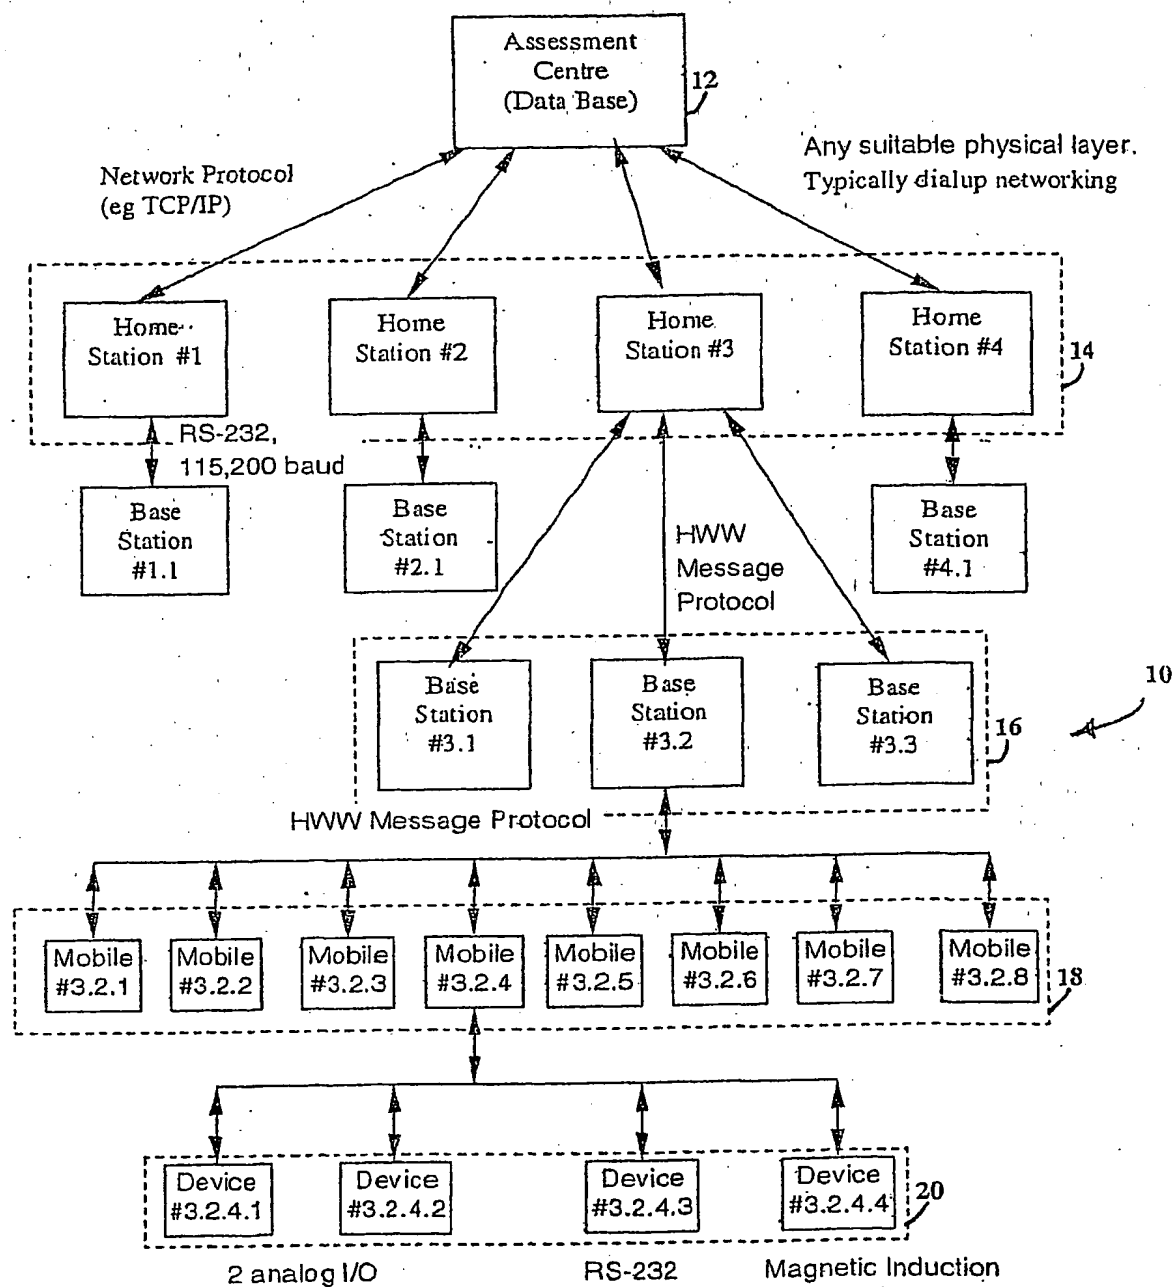 Assessment
Centre
(Data Base)
12
Network Protocol
(eg TCP/IP)
Any suitable physical layer.
Typically dialup networking
Home
Station #1
Home
Station #2
Home
Station #3
Home
Station #4
14
RS-232,
115,200 baud
Base
Station
#1.1
Base
Station
#2.1
HWW
Message
Protocol
Base
Station
#4.1
Base
Station
#3.1
Base
Station
#3.2
Base
Station
#3.3
16
10
HWW Message Protocol
Mobile
#3.2.1
Mobile
#3.2.2
Mobile
#3.2.3
Mobile
#3.2.4
Mobile
#3.2.5
Mobile
#3.2.6
Mobile
#3.2.7
Mobile
#3.2.8
18
Device
#3.2.4.1
Device
#3.2.4.2
Device
#3.2.4.3
Device
#3.2.4.4
20
2 analog I/O
RS-232
Magnetic Induction